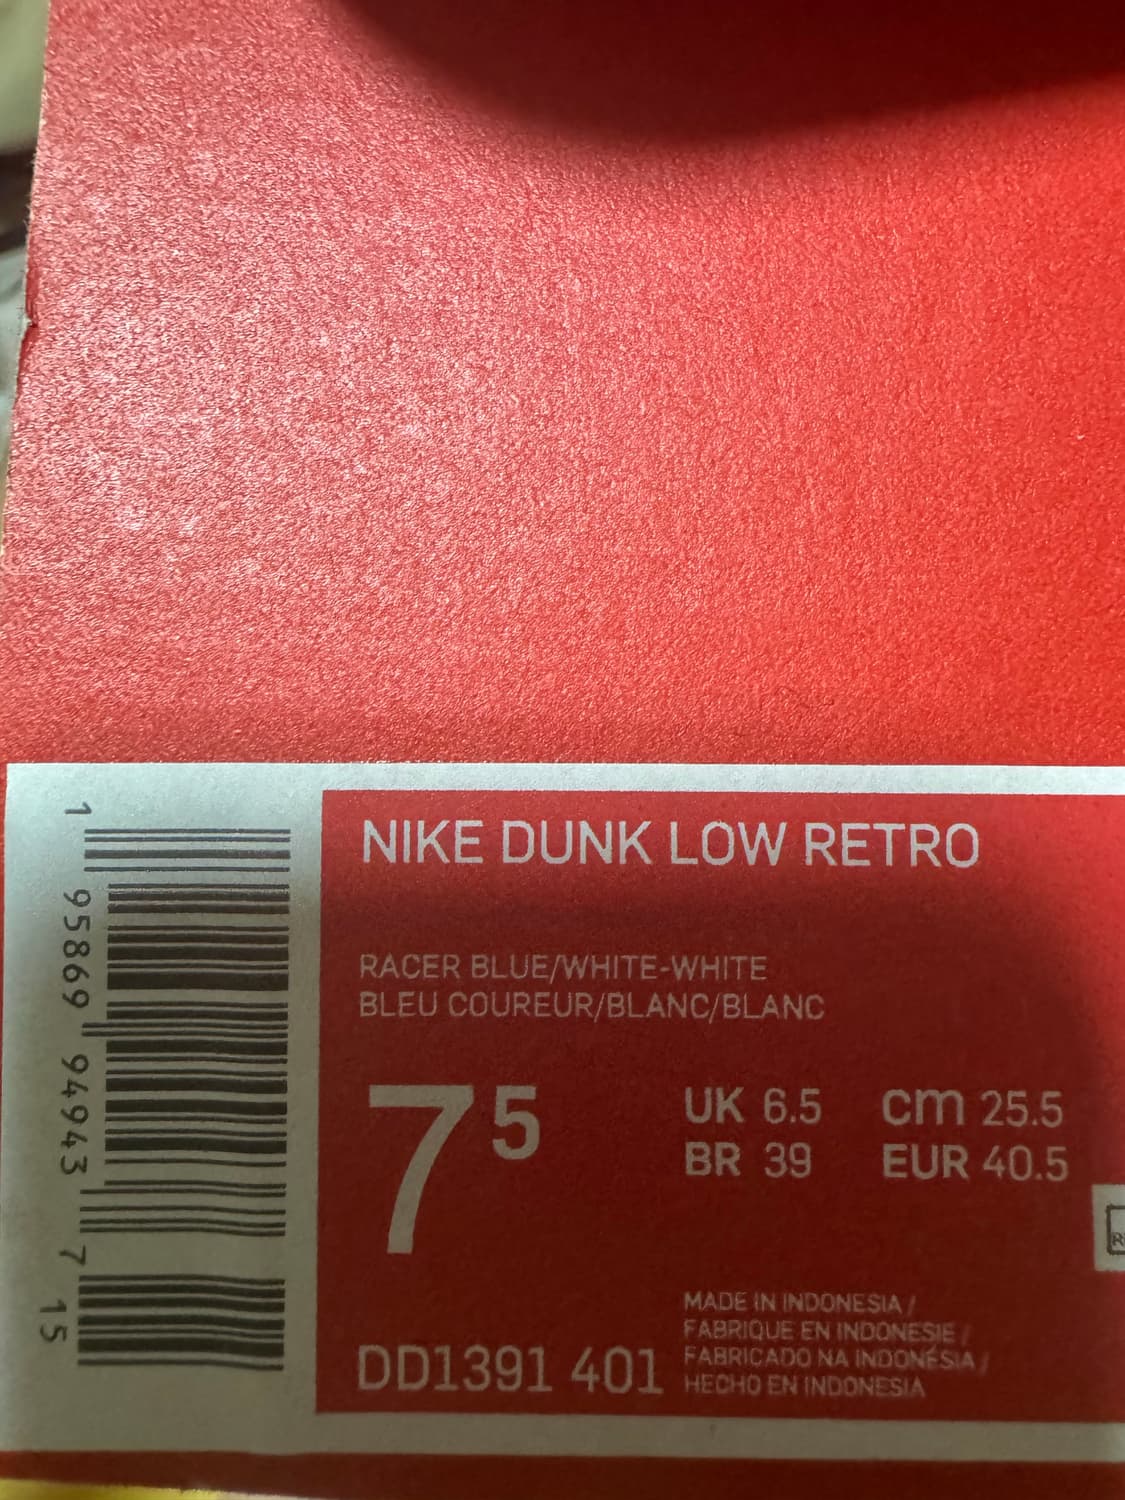 NIKE DUNK LOW RETRO
RACER BLUE/WHITE-WHITE
BLEU COUREUR/BLANC/BLANC
7⁵
UK 6.5 cm 25.5
BR 39 EUR 40.5
MADE IN INDONESIA /
FABRIQUE EN INDONESIE /
FABRICADO NA INDONÉSIA /
HECHO EN INDONESIA
DD1391 401
1 95869 94943 7 15